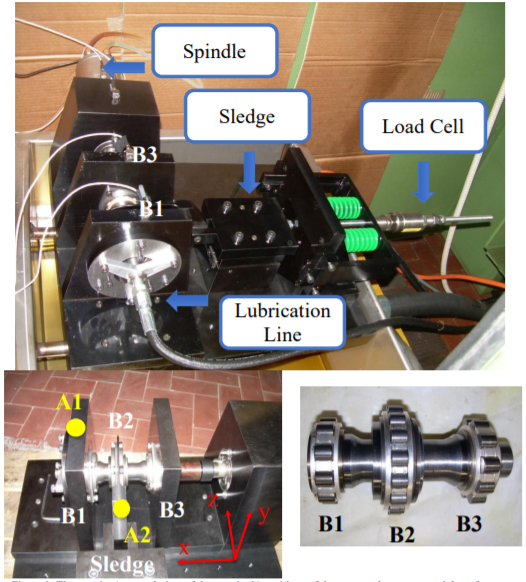 Spindle
Sledge
Load Cell
B3
B1
Lubrication
Line
A1
B2
B1
B3
A2
z
y
x
Sledge
B1
B2
B3